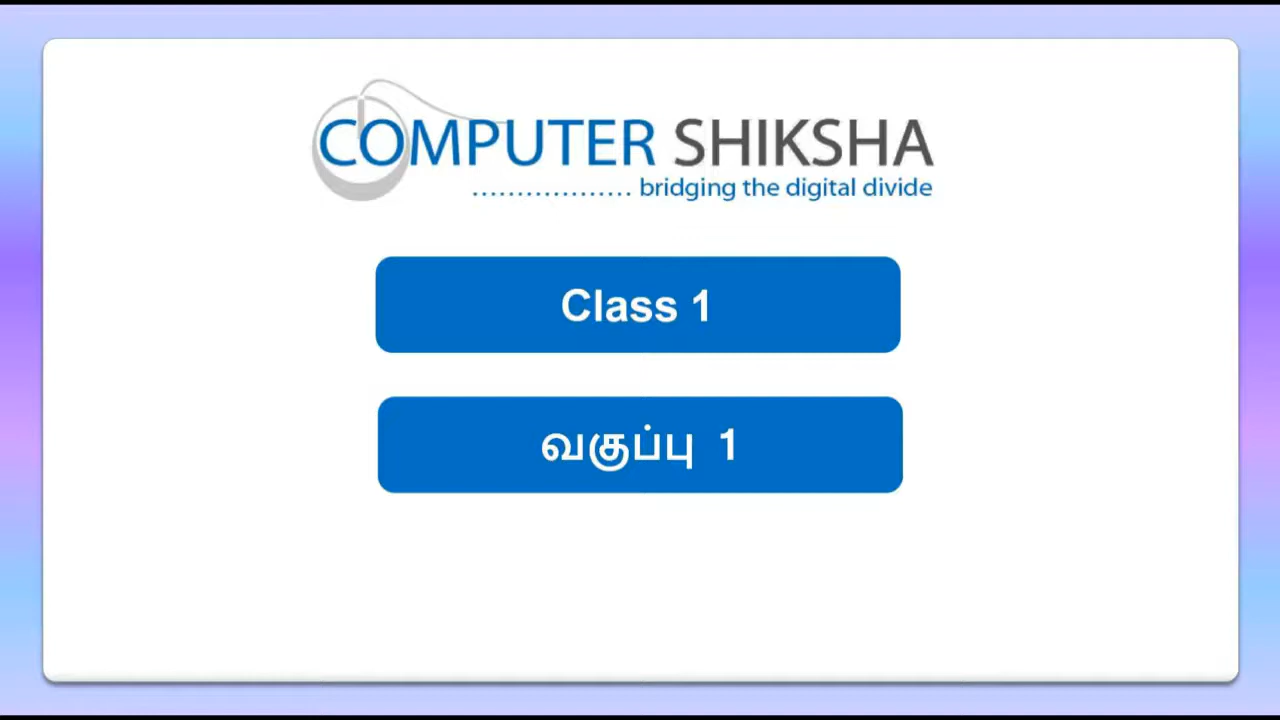 COMPUTER SHIKSHA
.................. bridging the digital divide
Class 1
வகுப்பு 1